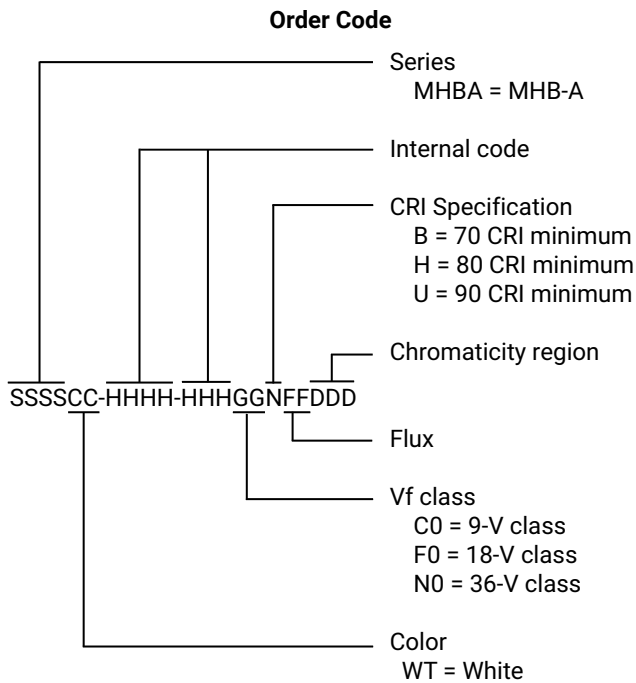 Order Code
Series
MHBA = MHB-A
Internal code
CRI Specification
B = 70 CRI minimum
H = 80 CRI minimum
U = 90 CRI minimum
Chromaticity region
SSSSCC-HHHH-HHHGGNFFDDD
Flux
Vf class
C0 = 9-V class
F0 = 18-V class
N0 = 36-V class
Color
WT = White